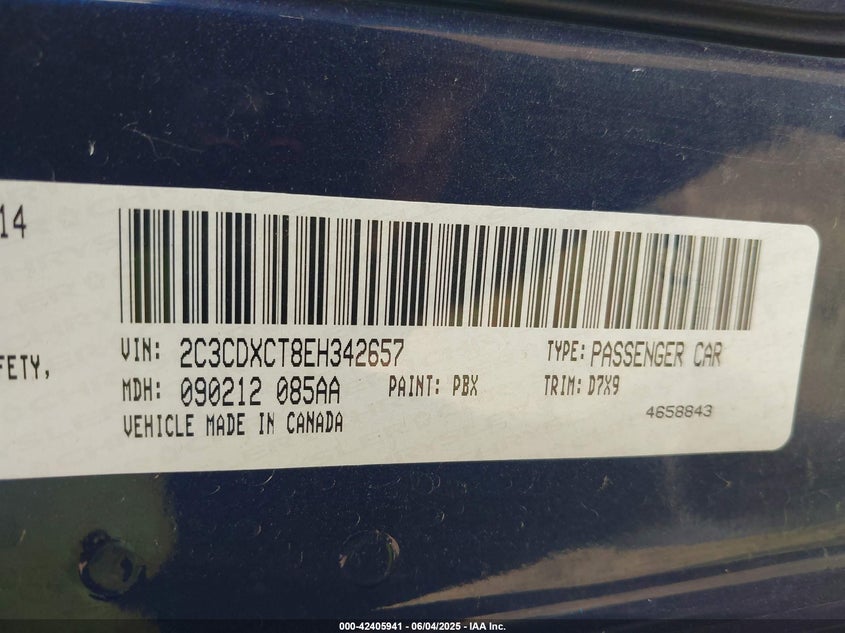 14
FETY,
VIN: 2C3CDXCT8EH342657 TYPE: PASSENGER CAR
MDH: 090212 085AA PAINT: PBX TRIM: D7X9
VEHICLE MADE IN CANADA 4658843
000-42405941 - 06/04/2025 - IAA Inc.